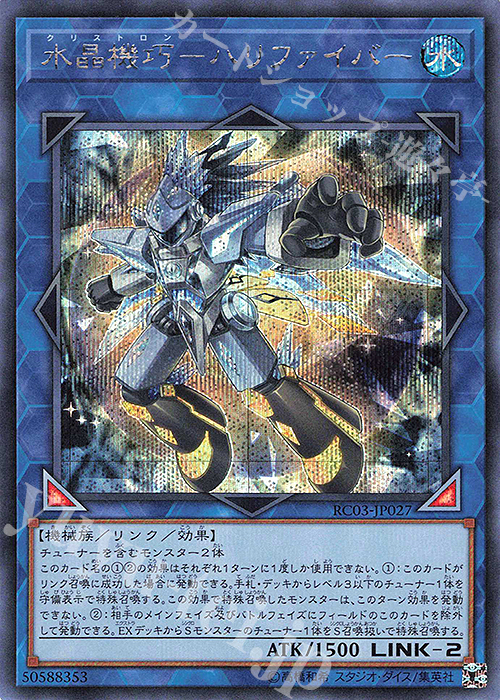 クリストロン
水晶機巧－ハリファイバー
水
RC03-JP027
【機械族／リンク／効果】
チューナーを含むモンスター２体
このカード名の①②の効果はそれぞれ1ターンに1度しか使用できない。①：このカードが
リンク召喚に成功した場合に発動できる。手札・デッキからレベル３以下のチューナー1体を
守備表示で特殊召喚する。この効果で特殊召喚したモンスターは、このターン効果を発動
できない。②：相手のメインフェイズ及びバトルフェイズにフィールドのこのカードを除外
して発動できる。EXデッキからSモンスターのチューナー1体をS召喚扱いで特殊召喚する。
ATK/1500 LINK-2
50588353
©高橋和希 スタジオ・ダイス/集英社
カードショップ遊々亭